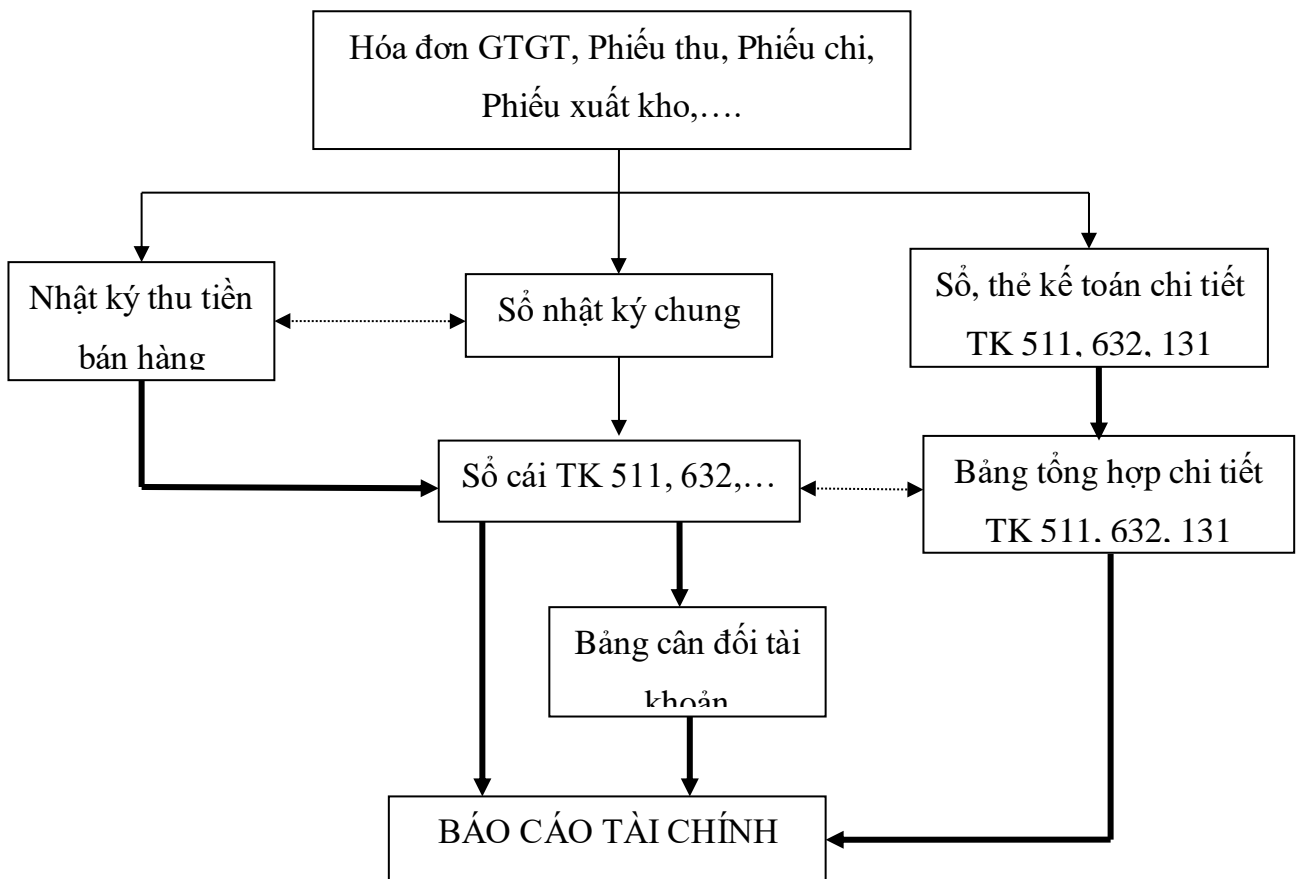 Hóa đơn GTGT, Phiếu thu, Phiếu chi,
Phiếu xuất kho,….
Nhật ký thu tiền
bán hàng
Sổ nhật ký chung
Sổ, thẻ kế toán chi tiết
TK 511, 632, 131
Sổ cái TK 511, 632,…
Bảng tổng hợp chi tiết
TK 511, 632, 131
Bảng cân đối tài
khoản
BÁO CÁO TÀI CHÍNH